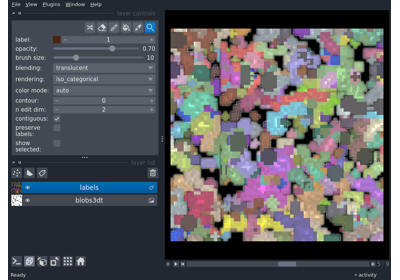 File View Plugins Window Help
layer controls
label: 1
opacity: 0.70
brush size: 10
blending: translucent
rendering: iso_categorical
color mode: auto
contour: 0
n edit dim: 2
contiguous:
preserve
labels:
show
selected:
layer list
labels
blobs3dt
Ready
activity